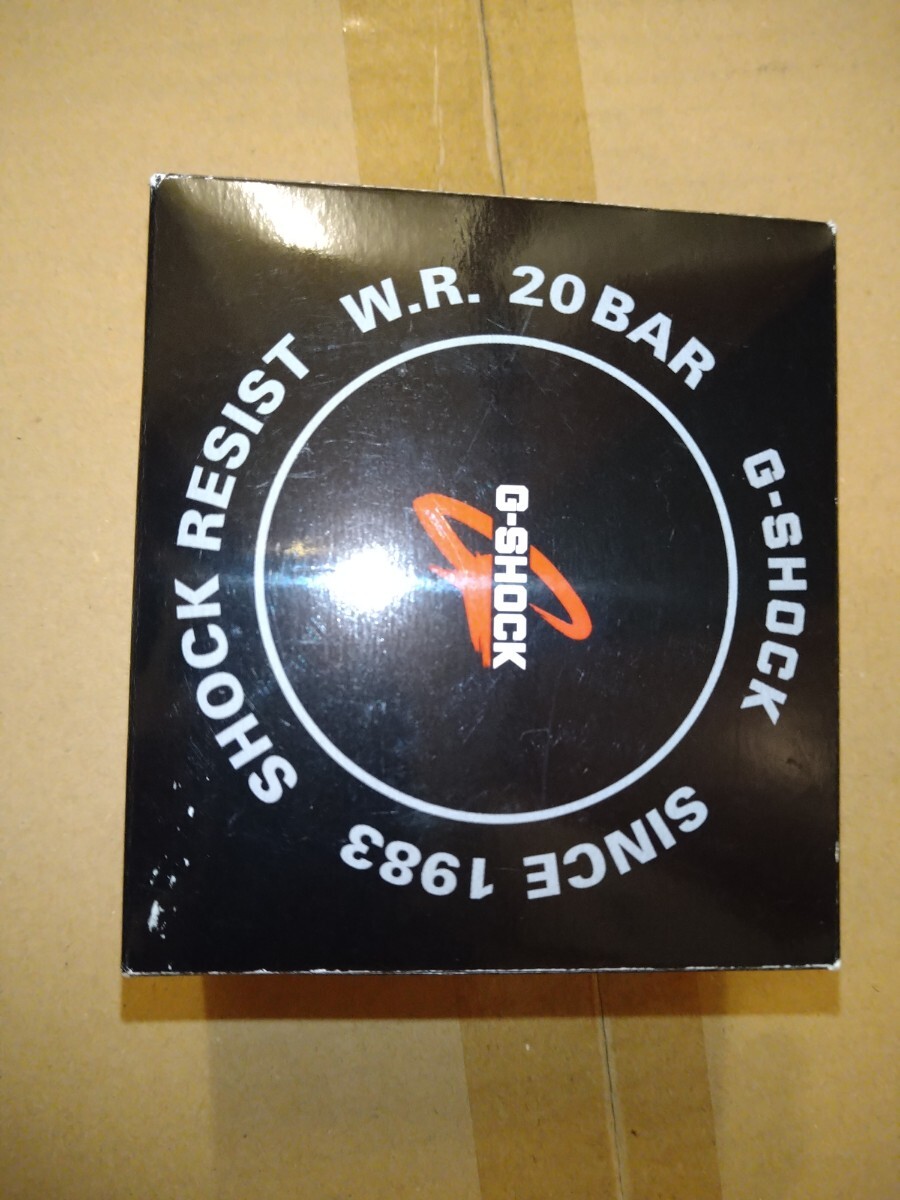 G-SHOCK
SHOCK RESIST
W.R. 20BAR
G-SHOCK
SINCE 1983